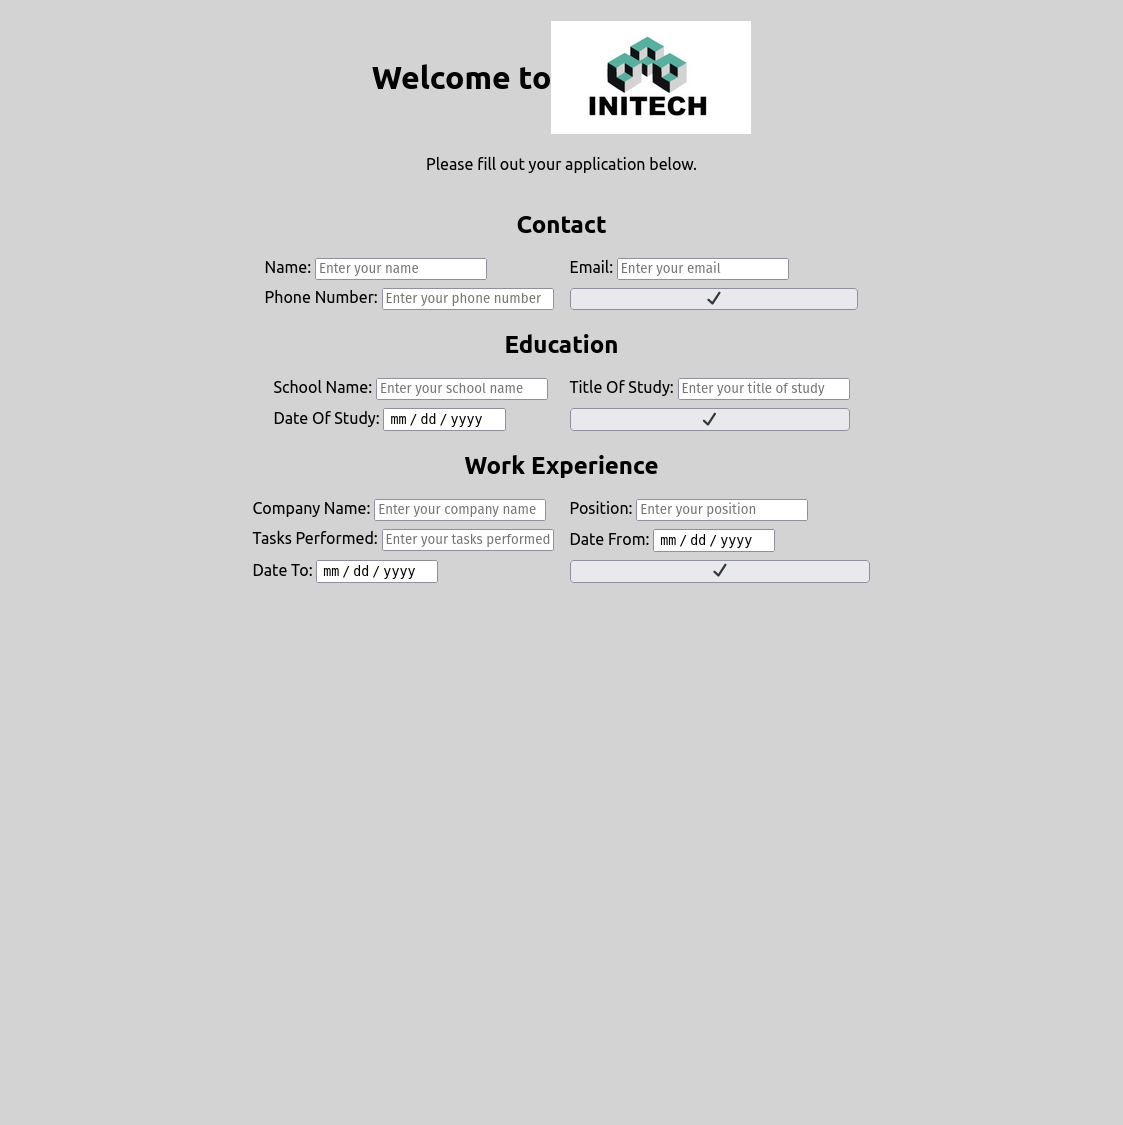 Welcome to INITECH
Please fill out your application below.
Contact
Name: Enter your name Email: Enter your email
Phone Number: Enter your phone number ✓
Education
School Name: Enter your school name Title Of Study: Enter your title of study
Date Of Study: mm / dd / yyyy ✓
Work Experience
Company Name: Enter your company name Position: Enter your position
Tasks Performed: Enter your tasks performed Date From: mm / dd / yyyy
Date To: mm / dd / yyyy ✓